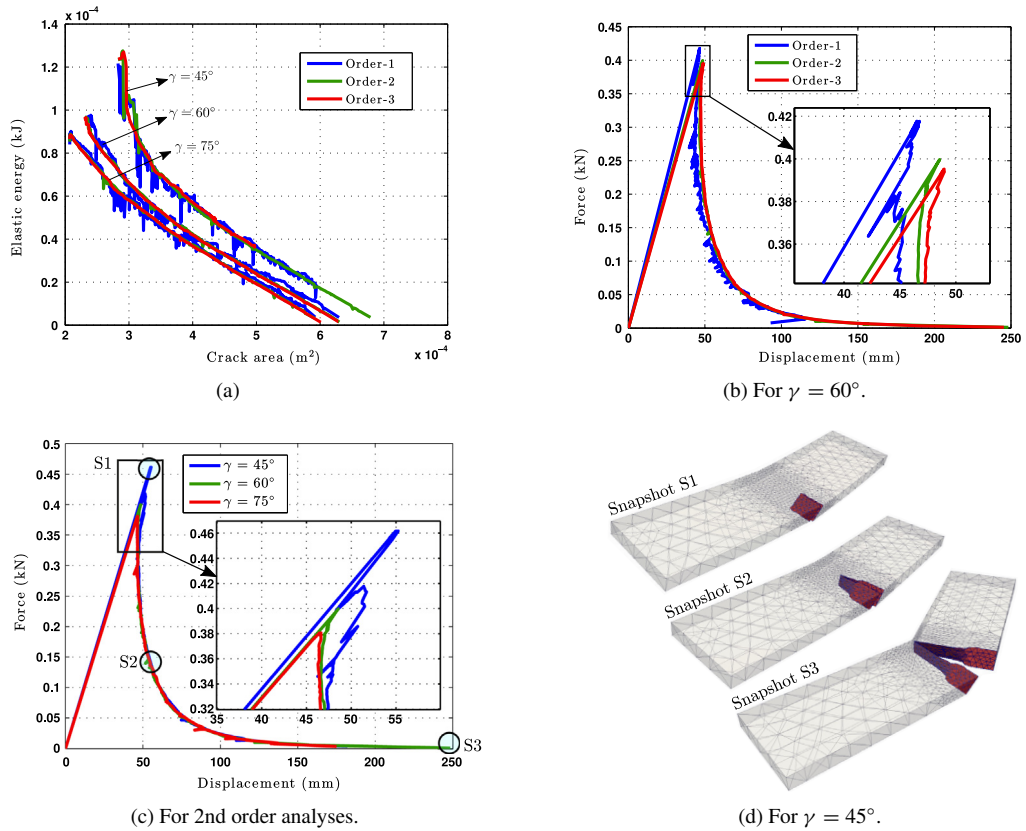 x 10⁻⁴
1.4
1.2
1
0.8
0.6
0.4
0.2
0
Elastic energy (kJ)
γ = 45°
γ = 60°
γ = 75°
Order-1
Order-2
Order-3
2 3 4 5 6 7 8
Crack area (m²)
x 10⁻⁴
(a)
0.45
0.4
0.35
0.3
0.25
0.2
0.15
0.1
0.05
0
Force (kN)
Order-1
Order-2
Order-3
0.42
0.4
0.38
0.36
40 45 50
0 50 100 150 200 250
Displacement (mm)
(b) For γ = 60°.
0.5
0.45
0.4
0.35
0.3
0.25
0.2
0.15
0.1
0.05
0
Force (kN)
S1
S2
S3
γ = 45°
γ = 60°
γ = 75°
0.46
0.44
0.42
0.4
0.38
0.36
0.34
0.32
35 40 45 50 55
0 50 100 150 200 250
Displacement (mm)
(c) For 2nd order analyses.
Snapshot S1
Snapshot S2
Snapshot S3
(d) For γ = 45°.